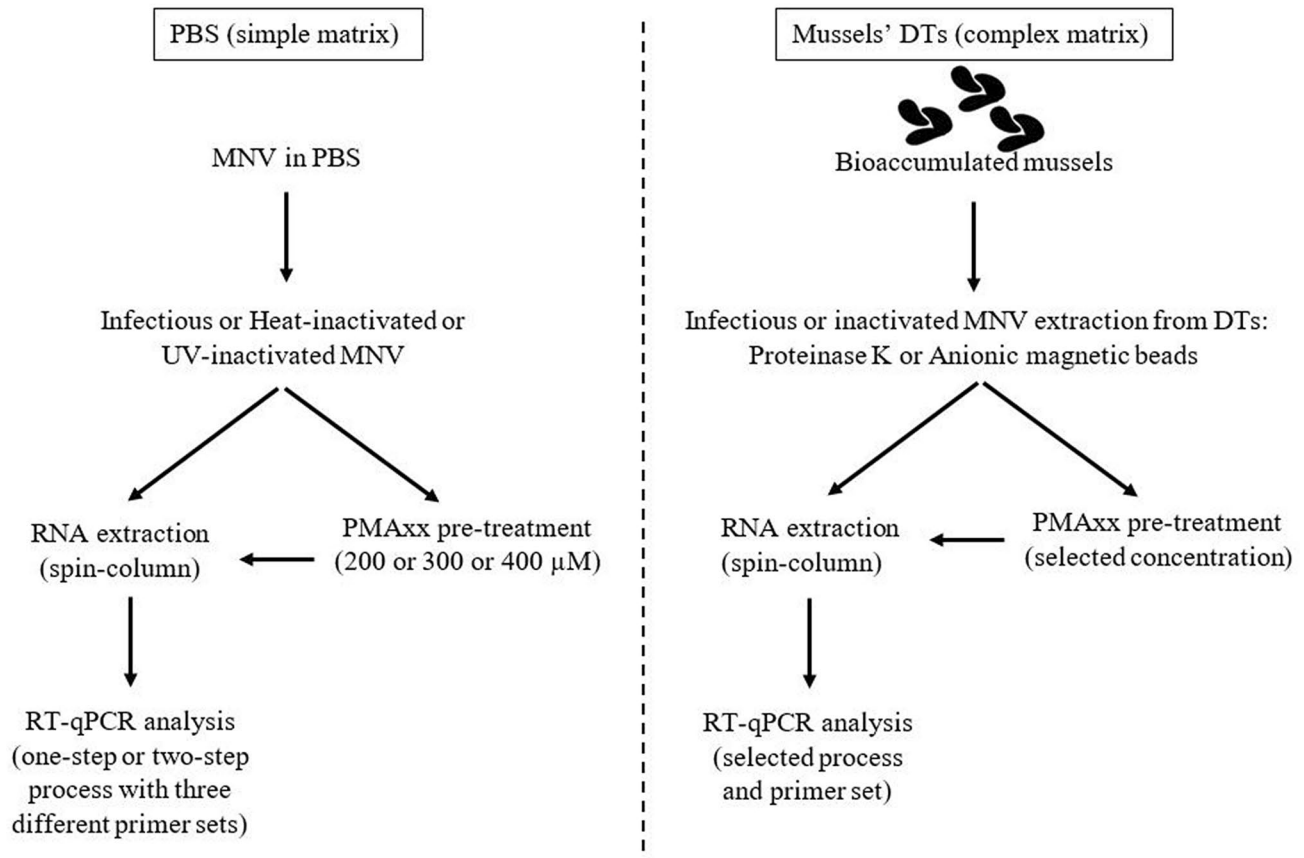 PBS (simple matrix)
MNV in PBS
Infectious or Heat-inactivated or
UV-inactivated MNV
RNA extraction
(spin-column)
PMAxx pre-treatment
(200 or 300 or 400 µM)
RT-qPCR analysis
(one-step or two-step
process with three
different primer sets)
Mussels’ DTs (complex matrix)
Bioaccumulated mussels
Infectious or inactivated MNV extraction from DTs:
Proteinase K or Anionic magnetic beads
RNA extraction
(spin-column)
PMAxx pre-treatment
(selected concentration)
RT-qPCR analysis
(selected process
and primer set)